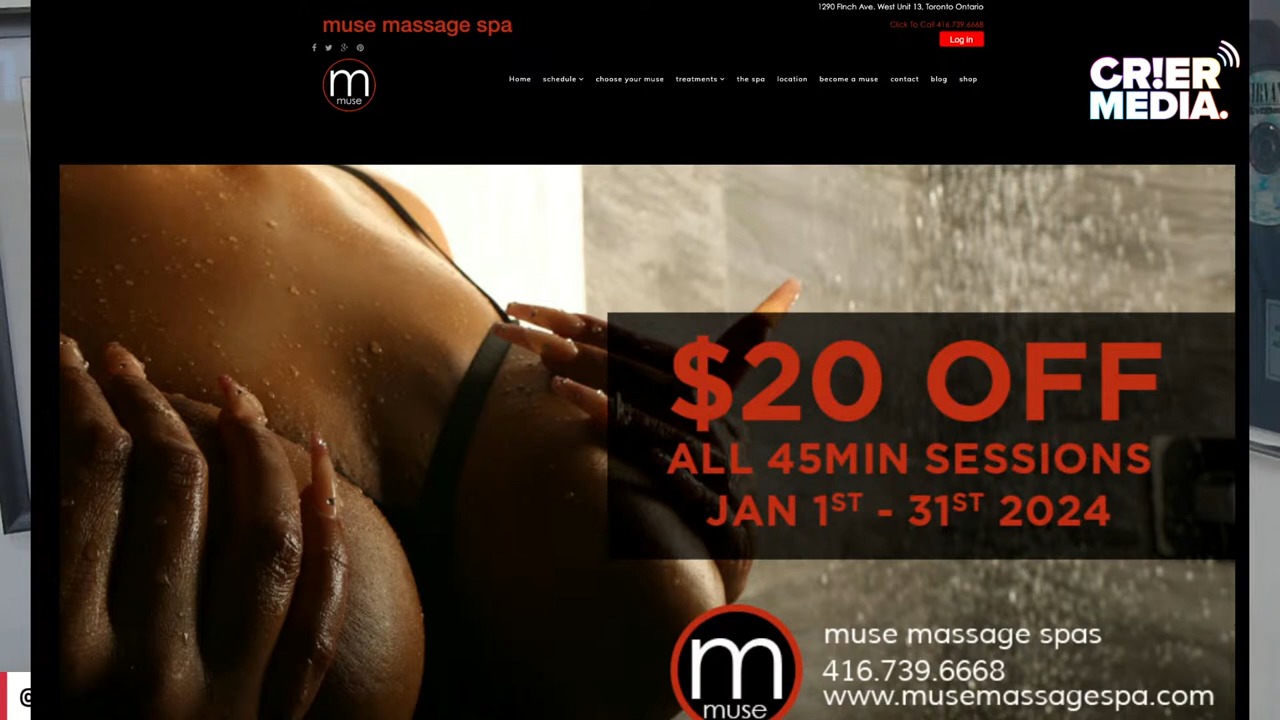 1290 Finch Ave. West Unit 13, Toronto Ontario
muse massage spa
Click To Call 416.739.6668
Log in
m
muse
Home schedule choose your muse treatments the spa location become a muse contact blog shop
CR!ER
MEDIA.
$20 OFF
ALL 45MIN SESSIONS
JAN 1ST - 31ST 2024
m
muse
muse massage spas
416.739.6668
www.musemassagespa.com
@